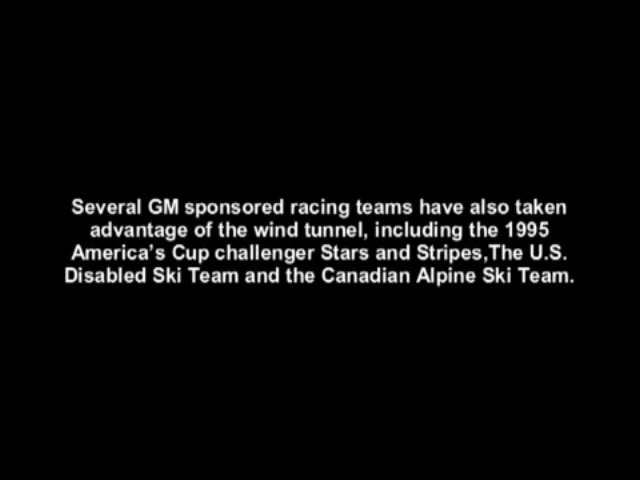 Several GM sponsored racing teams have also taken
advantage of the wind tunnel, including the 1995
America's Cup challenger Stars and Stripes,The U.S.
Disabled Ski Team and the Canadian Alpine Ski Team.